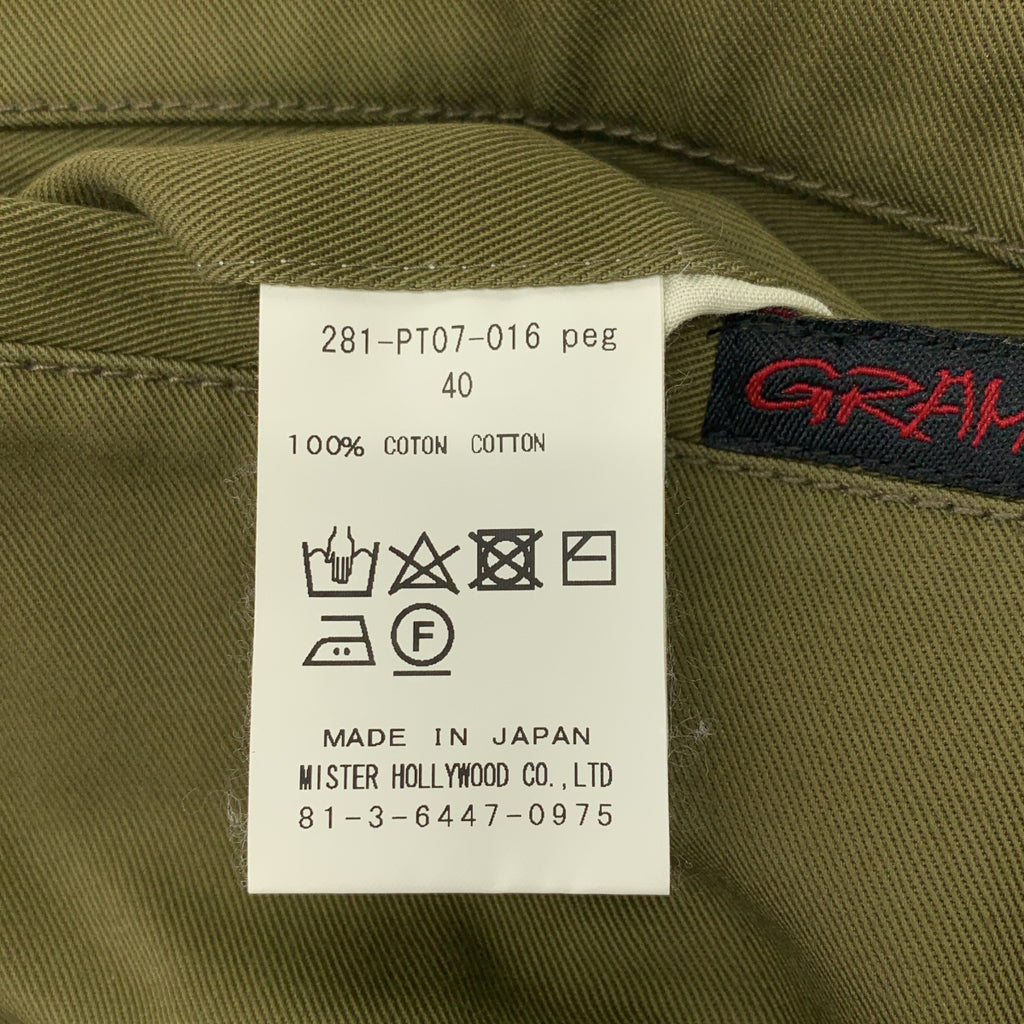 281-PT07-016 peg
40
100% COTON COTTON
F
MADE IN JAPAN
MISTER HOLLYWOOD CO.,LTD
81-3-6447-0975
GRAM